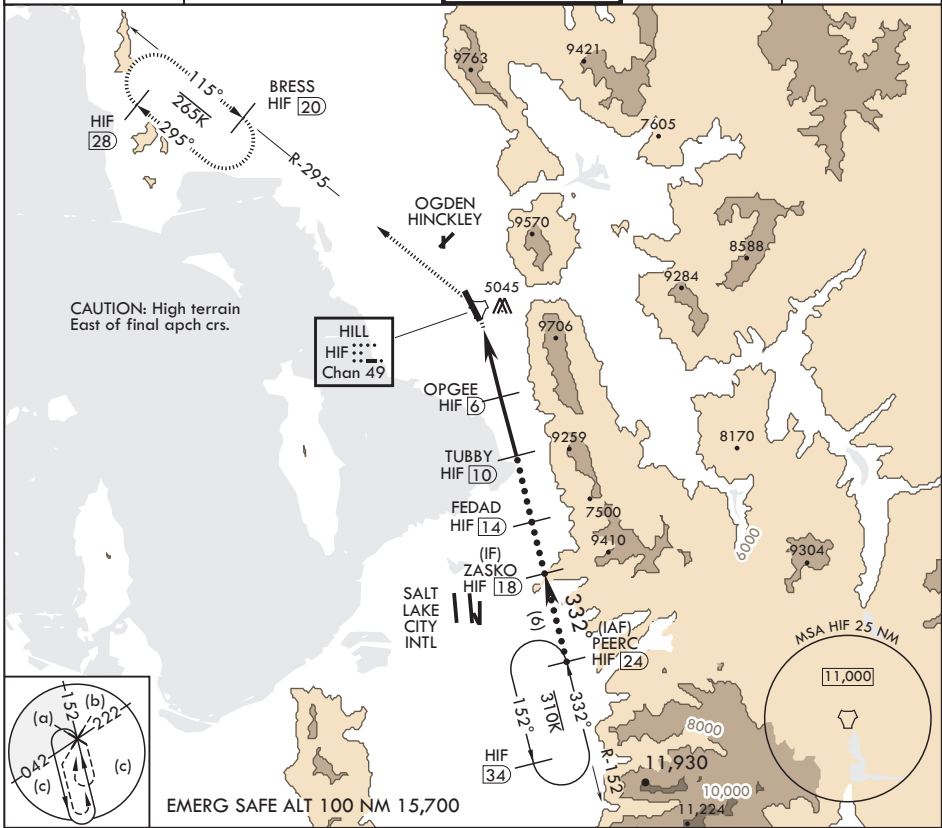 9763
9421
115°
265K
295°
BRESS
HIF 20
HIF
28
R-295
7605
OGDEN
HINCKLEY
9570
8588
9284
5045
CAUTION: High terrain
East of final apch crs.
HILL
HIF
Chan 49
9706
OPGEE
HIF 6
9259
8170
TUBBY
HIF 10
7500
FEDAD
HIF 14
9410
6000
9304
(IF)
ZASKO
HIF 18
SALT
LAKE
CITY
INTL
332°
(6)
(IAF)
PEERC
HIF 24
MSA HIF 25 NM
11,000
152°
310K
332°
R-152
HIF
34
8000
11,930
10,000
11,224
152
(a)
(b)
222
042
(c)
(c)
EMERG SAFE ALT 100 NM 15,700